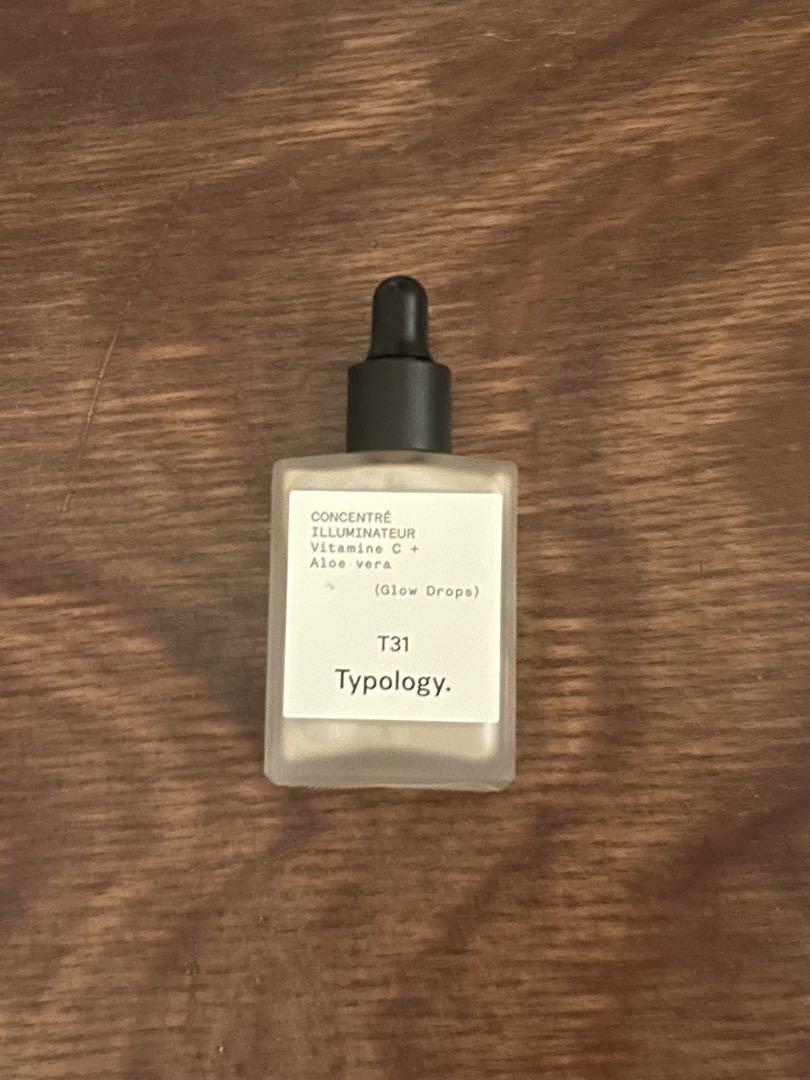 CONCENTRÉ
ILLUMINATEUR
Vitamine C +
Aloe vera
(Glow Drops)
T31
Typology.